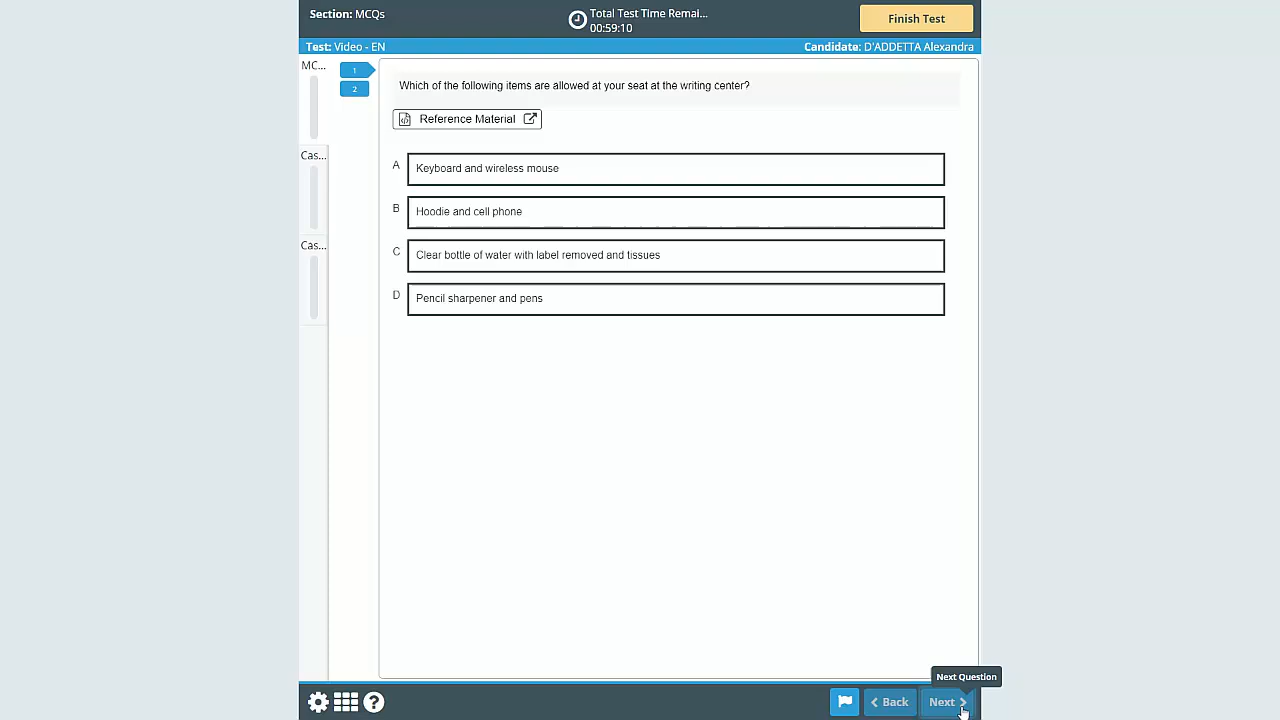 Section: MCQs
Total Test Time Remai...
00:59:10
Finish Test
Test: Video - EN
Candidate: D'ADDETTA Alexandra
MC...
1
2
Cas...
Cas...
Which of the following items are allowed at your seat at the writing center?
Reference Material
A Keyboard and wireless mouse
B Hoodie and cell phone
C Clear bottle of water with label removed and tissues
D Pencil sharpener and pens
Next Question
Back
Next